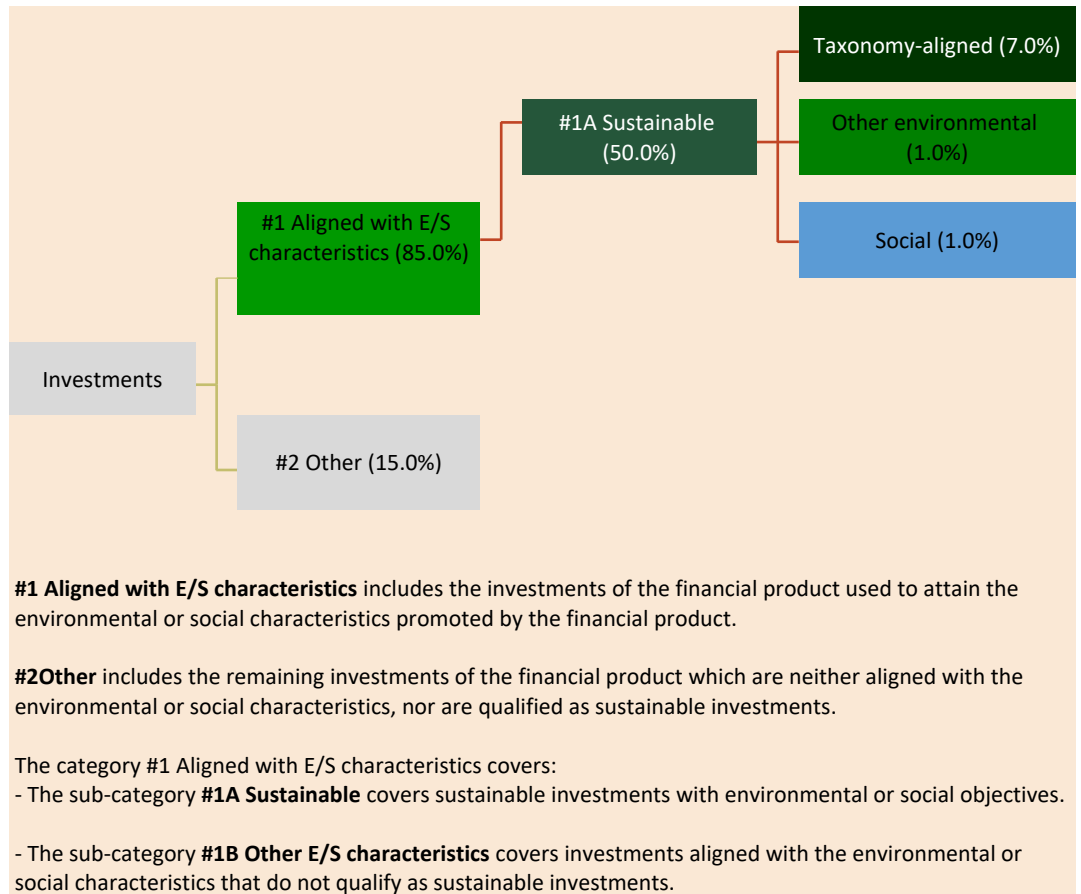 Taxonomy-aligned (7.0%)
#1A Sustainable
(50.0%)
Other environmental
(1.0%)
#1 Aligned with E/S
characteristics (85.0%)
Social (1.0%)
Investments
#2 Other (15.0%)
#1 Aligned with E/S characteristics includes the investments of the financial product used to attain the
environmental or social characteristics promoted by the financial product.
#2Other includes the remaining investments of the financial product which are neither aligned with the
environmental or social characteristics, nor are qualified as sustainable investments.
The category #1 Aligned with E/S characteristics covers:
- The sub-category #1A Sustainable covers sustainable investments with environmental or social objectives.
- The sub-category #1B Other E/S characteristics covers investments aligned with the environmental or
social characteristics that do not qualify as sustainable investments.